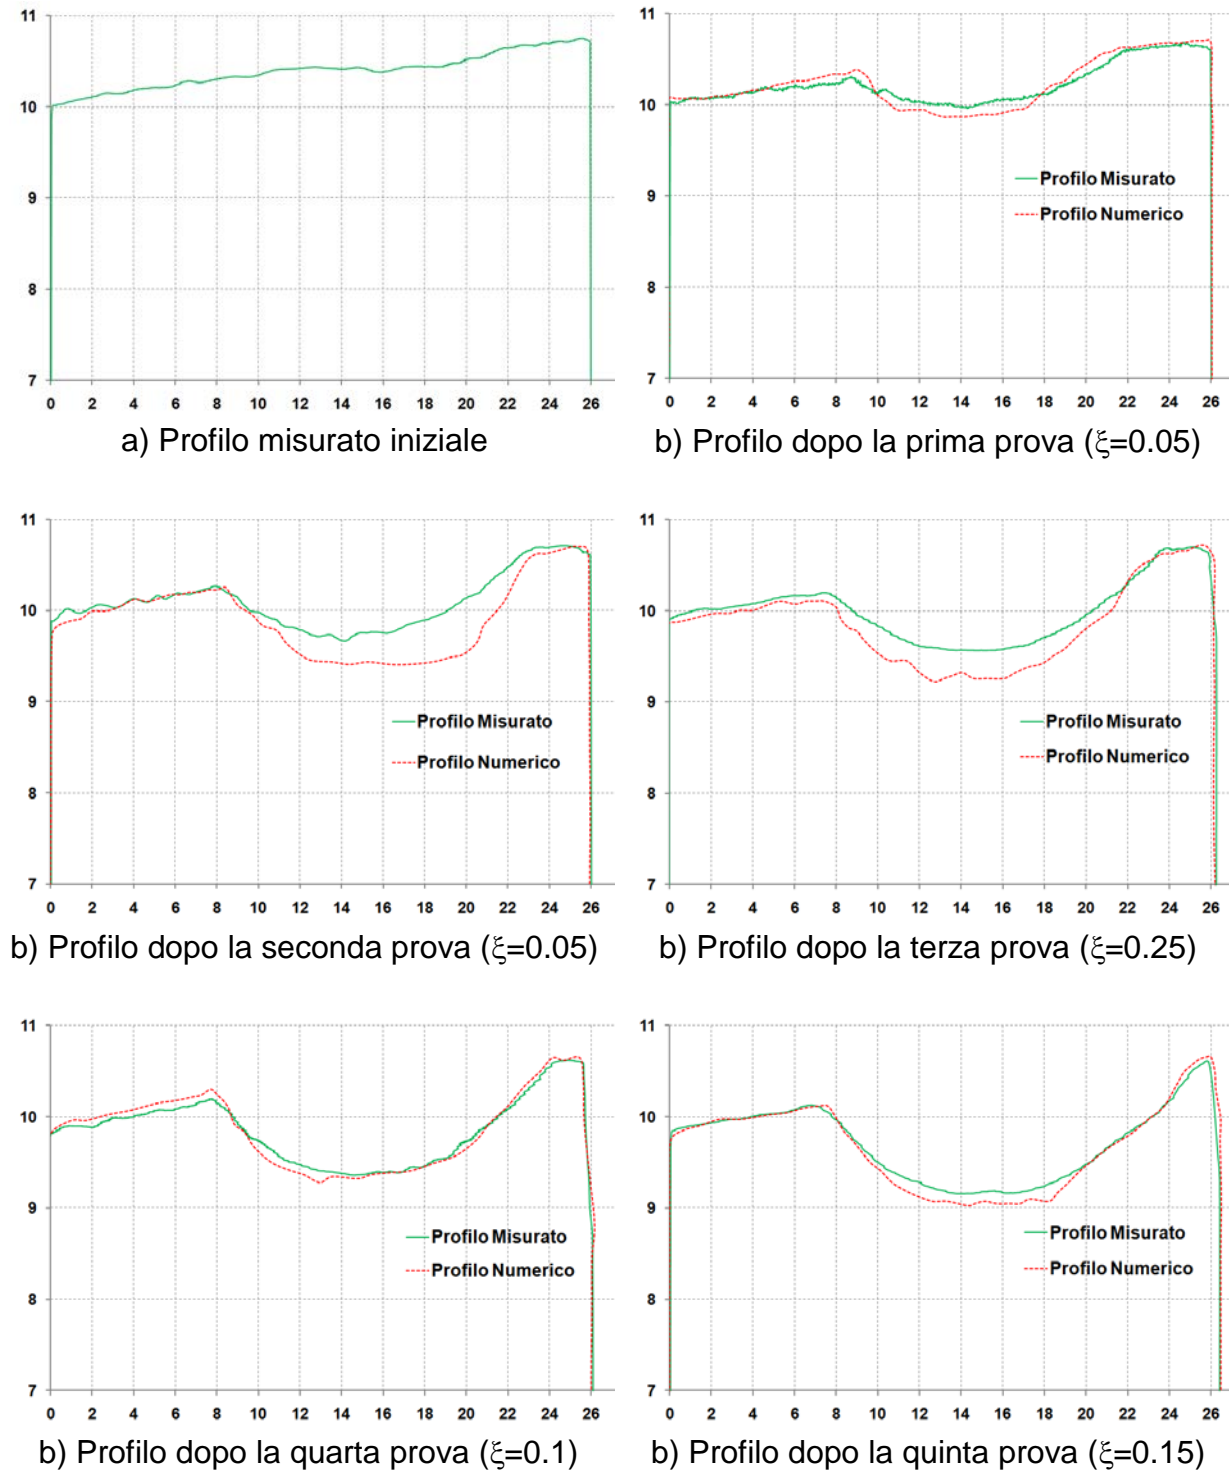 11
10
9
8
7
0 2 4 6 8 10 12 14 16 18 20 22 24 26
a) Profilo misurato iniziale
11
10
9
8
7
Profilo Misurato
Profilo Numerico
0 2 4 6 8 10 12 14 16 18 20 22 24 26
b) Profilo dopo la prima prova (ξ=0.05)
11
10
9
8
7
Profilo Misurato
Profilo Numerico
0 2 4 6 8 10 12 14 16 18 20 22 24 26
b) Profilo dopo la seconda prova (ξ=0.05)
11
10
9
8
7
Profilo Misurato
Profilo Numerico
0 2 4 6 8 10 12 14 16 18 20 22 24 26
b) Profilo dopo la terza prova (ξ=0.25)
11
10
9
8
7
Profilo Misurato
Profilo Numerico
0 2 4 6 8 10 12 14 16 18 20 22 24 26
b) Profilo dopo la quarta prova (ξ=0.1)
11
10
9
8
7
Profilo Misurato
Profilo Numerico
0 2 4 6 8 10 12 14 16 18 20 22 24 26
b) Profilo dopo la quinta prova (ξ=0.15)